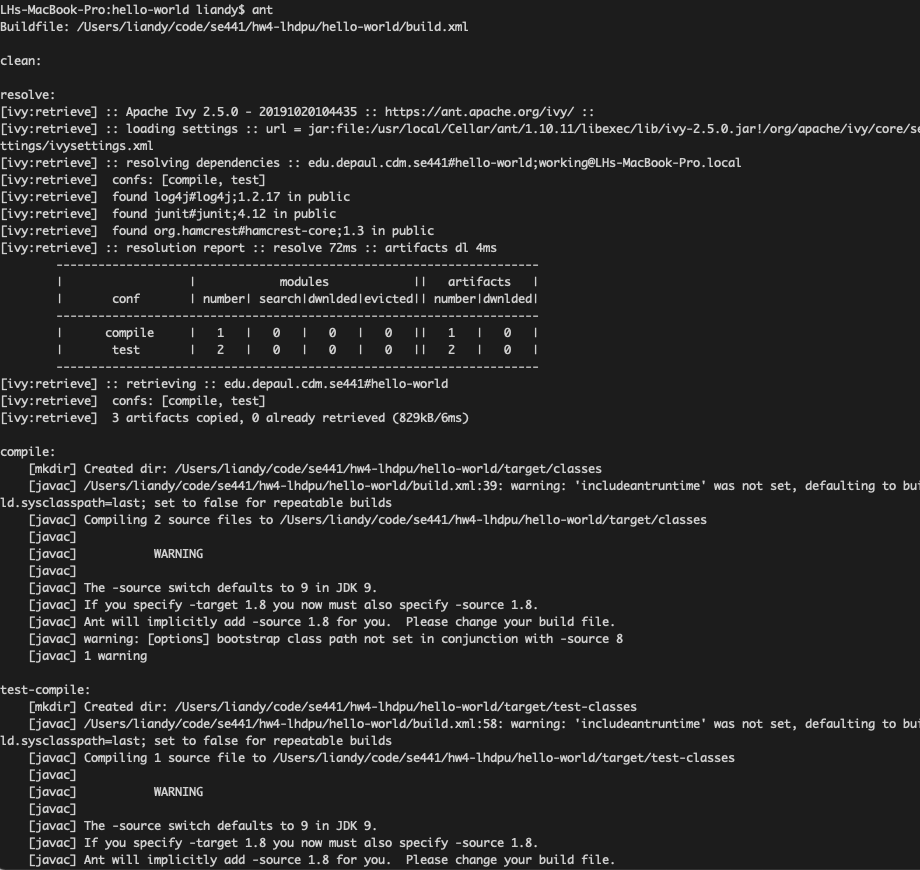 LHs-MacBook-Pro:hello-world liandy$ ant
Buildfile: /Users/liandy/code/se441/hw4-lhdpu/hello-world/build.xml

clean:

resolve:
[ivy:retrieve] :: Apache Ivy 2.5.0 - 20191020104435 :: https://ant.apache.org/ivy/ ::
[ivy:retrieve] :: loading settings :: url = jar:file:/usr/local/Cellar/ant/1.10.11/libexec/lib/ivy-2.5.0.jar!/org/apache/ivy/core/se
ttings/ivysettings.xml
[ivy:retrieve] :: resolving dependencies :: edu.depaul.cdm.se441#hello-world;working@LHs-MacBook-Pro.local
[ivy:retrieve]  confs: [compile, test]
[ivy:retrieve]  found log4j#log4j;1.2.17 in public
[ivy:retrieve]  found junit#junit;4.12 in public
[ivy:retrieve]  found org.hamcrest#hamcrest-core;1.3 in public
[ivy:retrieve] :: resolution report :: resolve 72ms :: artifacts dl 4ms
        ---------------------------------------------------------------------
        |                  |            modules            ||   artifacts   |
        |       conf       | number| search|dwnlded|evicted|| number|dwnlded|
        ---------------------------------------------------------------------
        |      compile     |   1   |   0   |   0   |   0   ||   1   |   0   |
        |       test       |   2   |   0   |   0   |   0   ||   2   |   0   |
        ---------------------------------------------------------------------
[ivy:retrieve] :: retrieving :: edu.depaul.cdm.se441#hello-world
[ivy:retrieve]  confs: [compile, test]
[ivy:retrieve]  3 artifacts copied, 0 already retrieved (829kB/6ms)

compile:
    [mkdir] Created dir: /Users/liandy/code/se441/hw4-lhdpu/hello-world/target/classes
    [javac] /Users/liandy/code/se441/hw4-lhdpu/hello-world/build.xml:39: warning: 'includeantruntime' was not set, defaulting to bui
ld.sysclasspath=last; set to false for repeatable builds
    [javac] Compiling 2 source files to /Users/liandy/code/se441/hw4-lhdpu/hello-world/target/classes
    [javac]
    [javac]           WARNING
    [javac]
    [javac] The -source switch defaults to 9 in JDK 9.
    [javac] If you specify -target 1.8 you now must also specify -source 1.8.
    [javac] Ant will implicitly add -source 1.8 for you.  Please change your build file.
    [javac] warning: [options] bootstrap class path not set in conjunction with -source 8
    [javac] 1 warning

test-compile:
    [mkdir] Created dir: /Users/liandy/code/se441/hw4-lhdpu/hello-world/target/test-classes
    [javac] /Users/liandy/code/se441/hw4-lhdpu/hello-world/build.xml:58: warning: 'includeantruntime' was not set, defaulting to bui
ld.sysclasspath=last; set to false for repeatable builds
    [javac] Compiling 1 source file to /Users/liandy/code/se441/hw4-lhdpu/hello-world/target/test-classes
    [javac]
    [javac]           WARNING
    [javac]
    [javac] The -source switch defaults to 9 in JDK 9.
    [javac] If you specify -target 1.8 you now must also specify -source 1.8.
    [javac] Ant will implicitly add -source 1.8 for you.  Please change your build file.